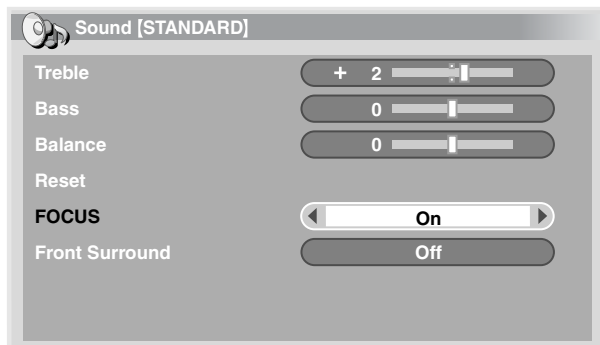 Sound [STANDARD]
Treble + 2
Bass 0
Balance 0
Reset
FOCUS On
Front Surround Off